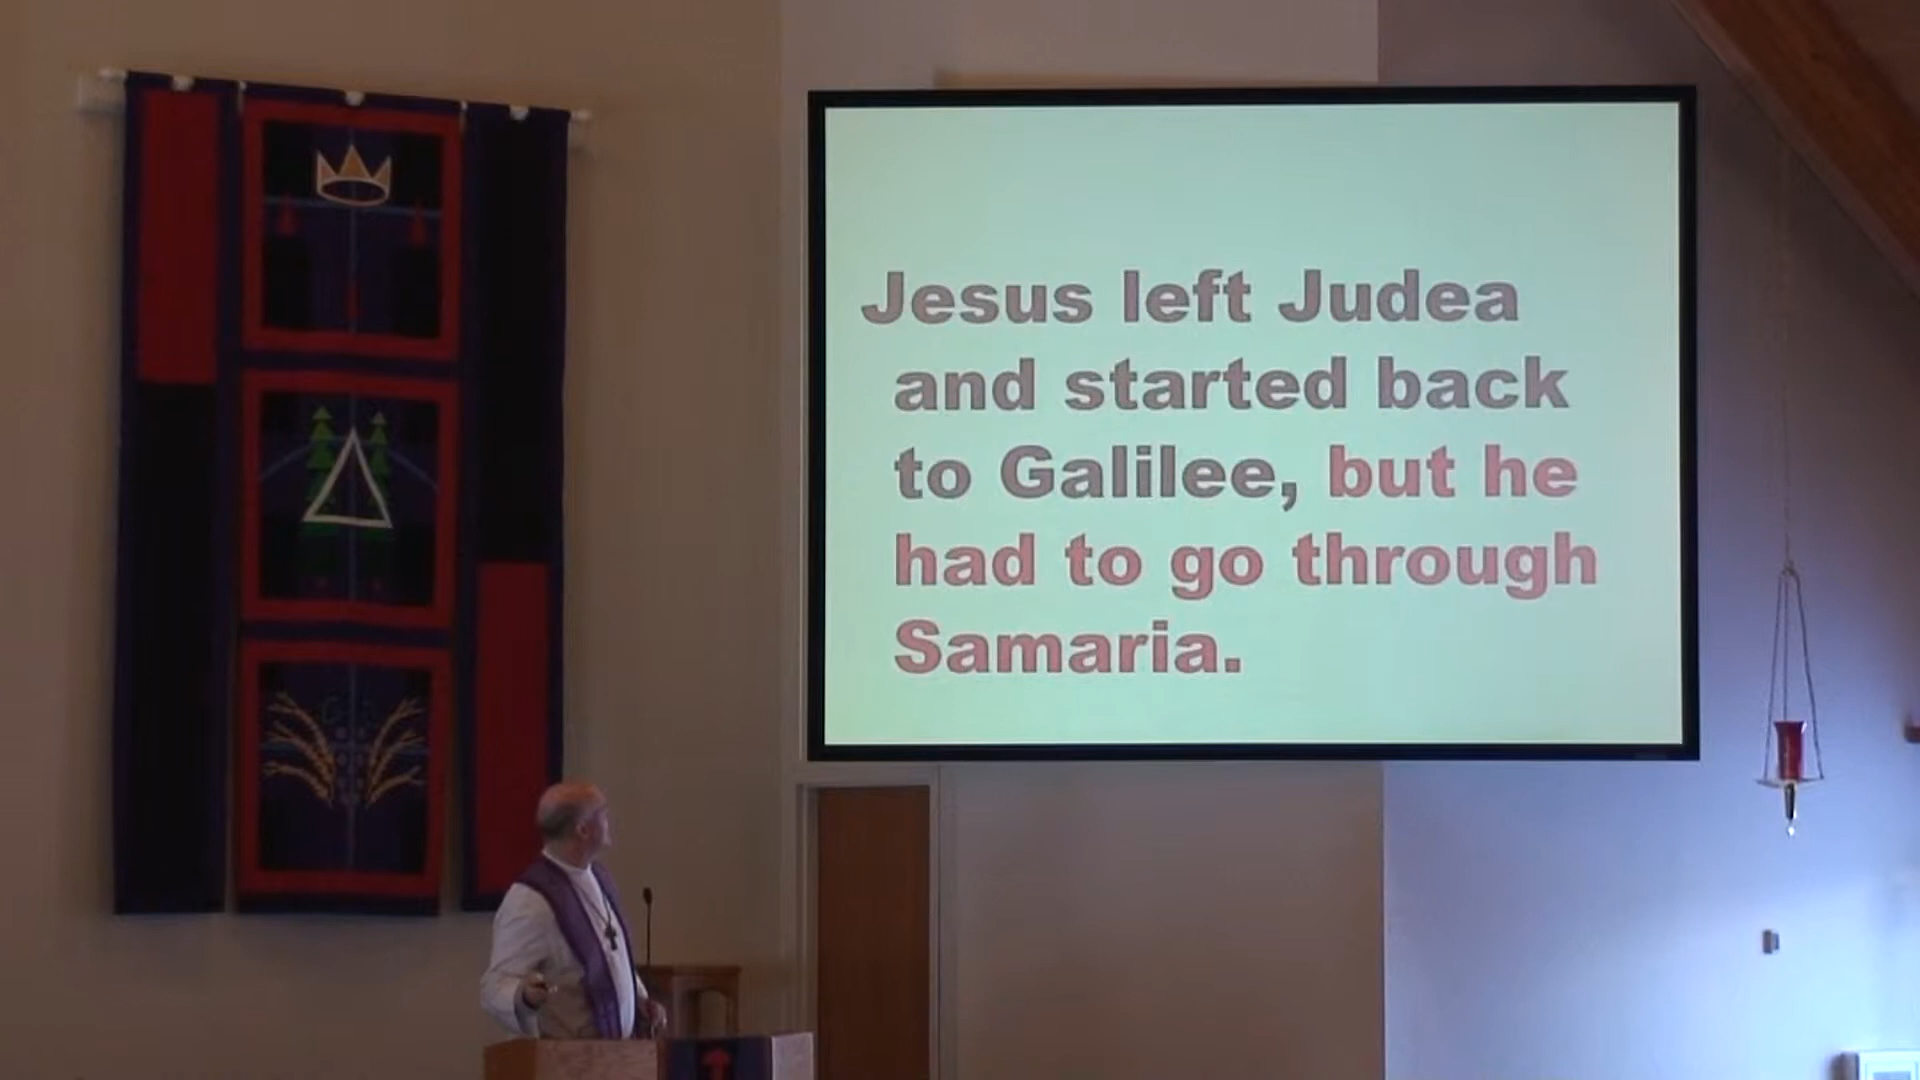 Jesus left Judea
and started back
to Galilee, but he
had to go through
Samaria.